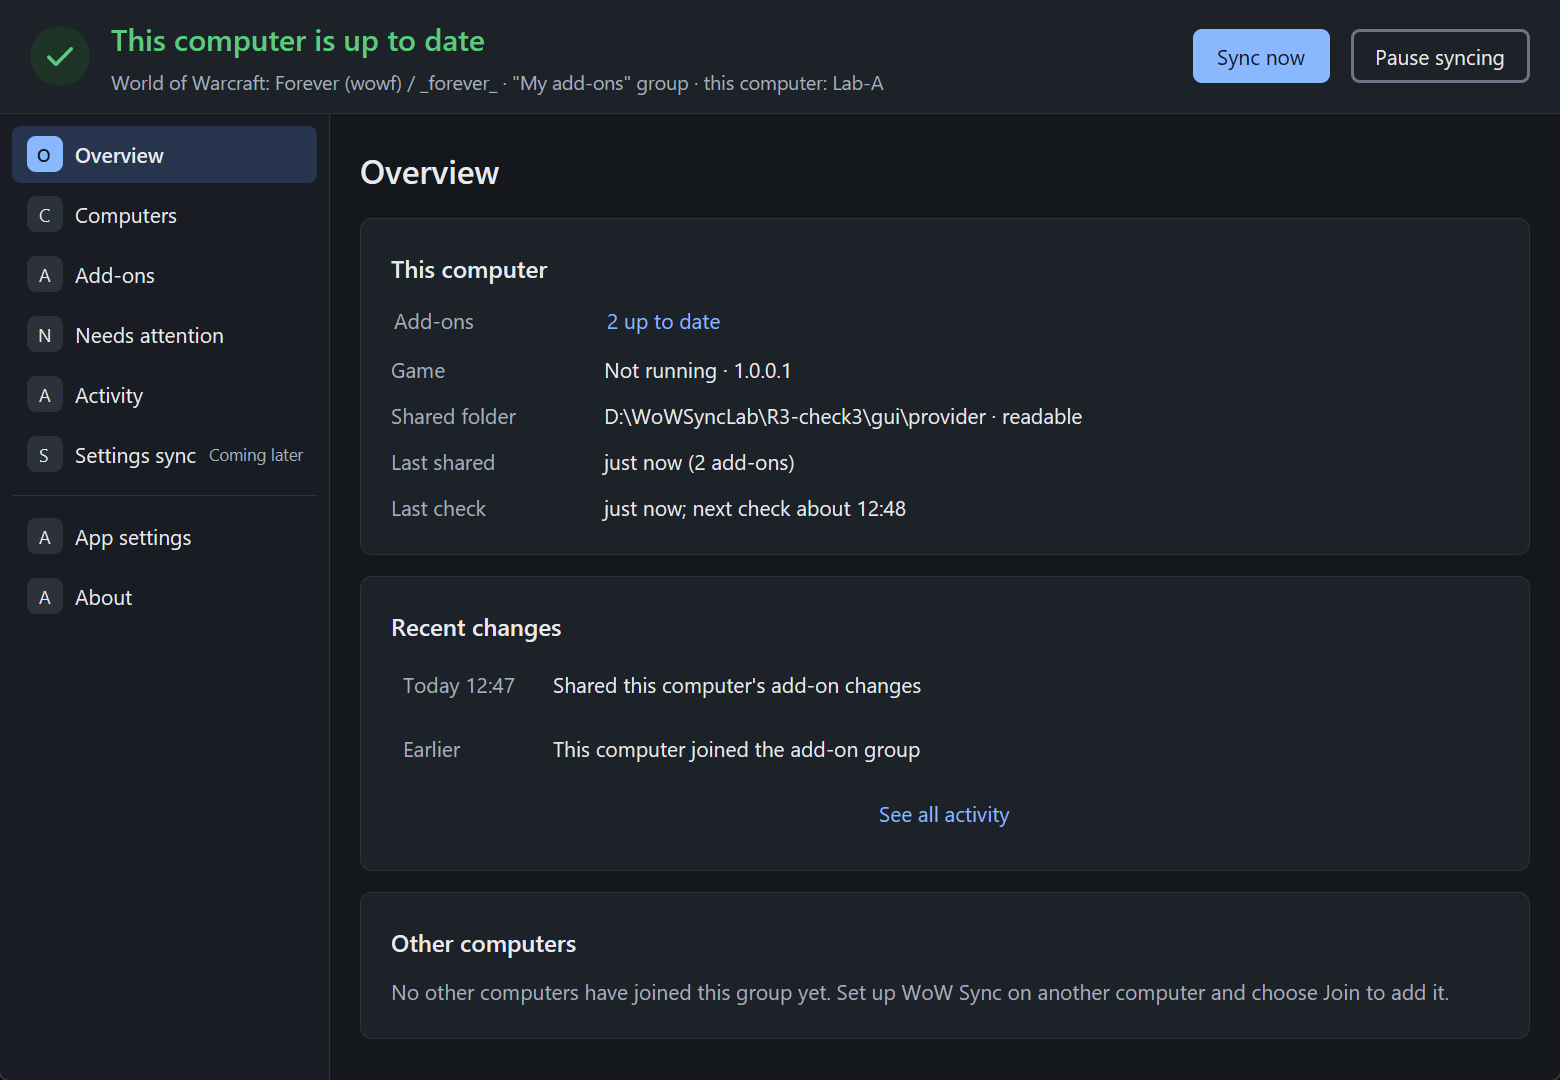 This computer is up to date
World of Warcraft: Forever (wowf) / _forever_ · "My add-ons" group · this computer: Lab-A
Sync now
Pause syncing
O Overview
C Computers
A Add-ons
N Needs attention
A Activity
S Settings sync Coming later
A App settings
A About
Overview
This computer
Add-ons 2 up to date
Game Not running · 1.0.0.1
Shared folder D:\WoWSyncLab\R3-check3\gui\provider · readable
Last shared just now (2 add-ons)
Last check just now; next check about 12:48
Recent changes
Today 12:47 Shared this computer's add-on changes
Earlier This computer joined the add-on group
See all activity
Other computers
No other computers have joined this group yet. Set up WoW Sync on another computer and choose Join to add it.